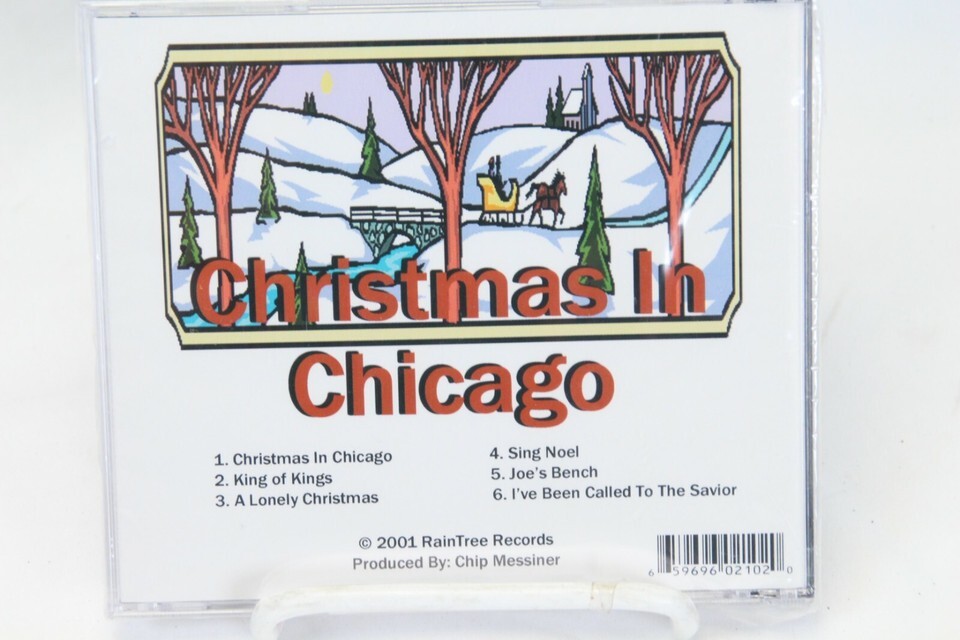 Christmas In
Chicago
1. Christmas In Chicago
2. King of Kings
3. A Lonely Christmas
4. Sing Noel
5. Joe's Bench
6. I've Been Called To The Savior
© 2001 RainTree Records
Produced By: Chip Messiner
6 59696 02102 0